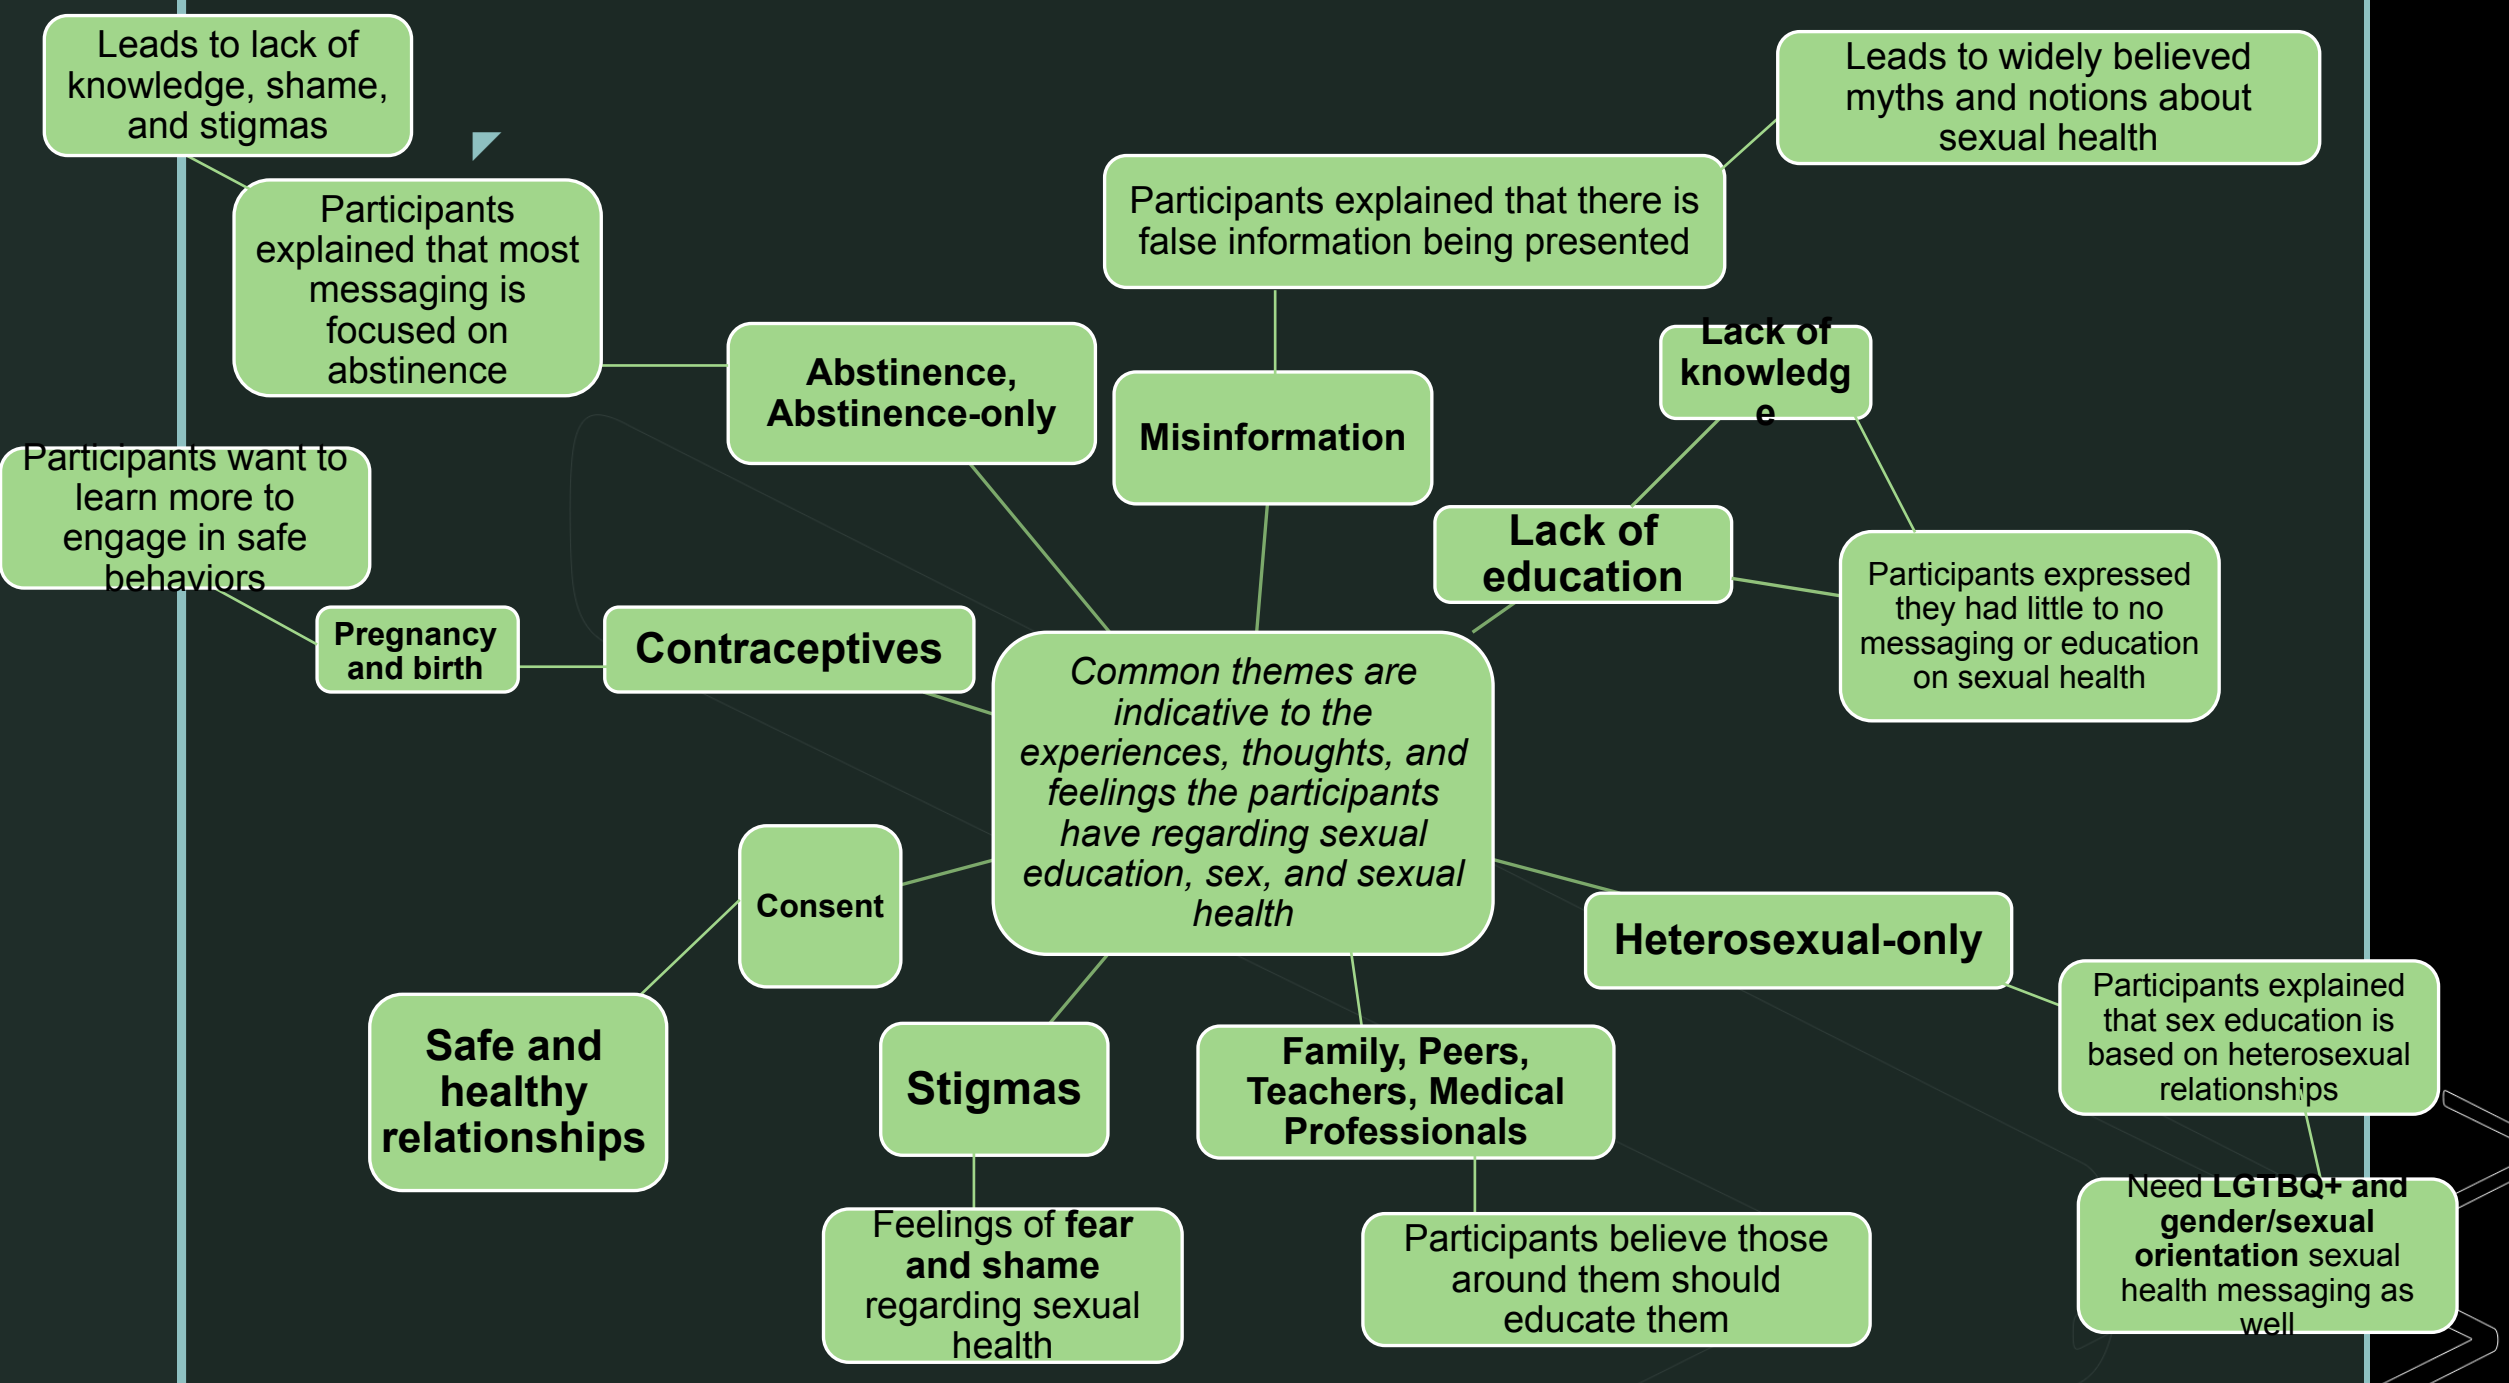 Leads to lack of
knowledge, shame,
and stigmas
Participants
explained that most
messaging is
focused on
abstinence
Abstinence,
Abstinence-only
Participants explained that there is
false information being presented
Leads to widely believed
myths and notions about
sexual health
Misinformation
Lack of
knowledg
e
Lack of
education
Participants expressed
they had little to no
messaging or education
on sexual health
Participants want to
learn more to
engage in safe
behaviors
Pregnancy
and birth
Contraceptives
Common themes are
indicative to the
experiences, thoughts, and
feelings the participants
have regarding sexual
education, sex, and sexual
health
Consent
Safe and
healthy
relationships
Stigmas
Feelings of fear
and shame
regarding sexual
health
Family, Peers,
Teachers, Medical
Professionals
Participants believe those
around them should
educate them
Heterosexual-only
Participants explained
that sex education is
based on heterosexual
relationships
Need LGTBQ+ and
gender/sexual
orientation sexual
health messaging as
well